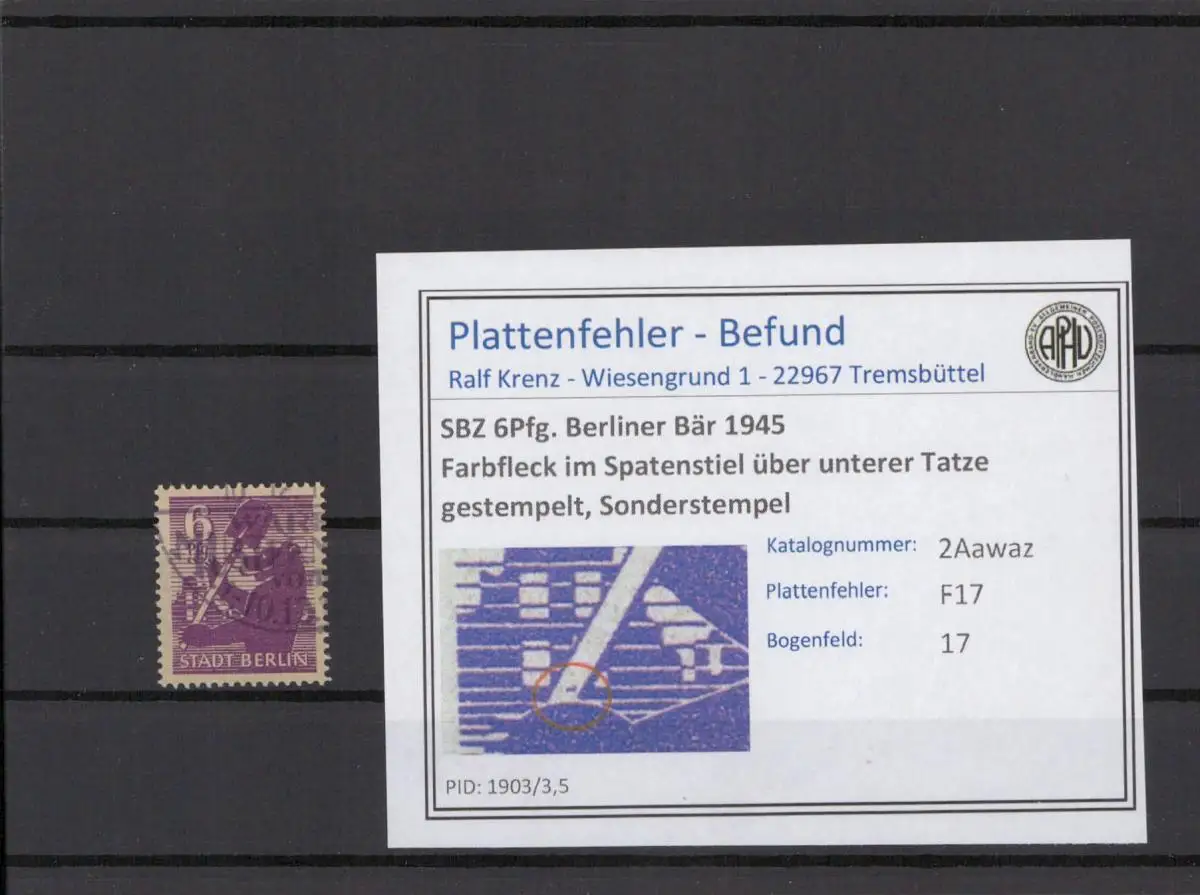 Plattenfehler - Befund
Ralf Krenz - Wiesengrund 1 - 22967 Tremsbüttel
APHV
SBZ 6Pfg. Berliner Bär 1945
Farbfleck im Spatenstiel über unterer Tatze
gestempelt, Sonderstempel
Katalognummer: 2Aawaz
Plattenfehler: F17
Bogenfeld: 17
PID: 1903/3,5
6
STADT BERLIN